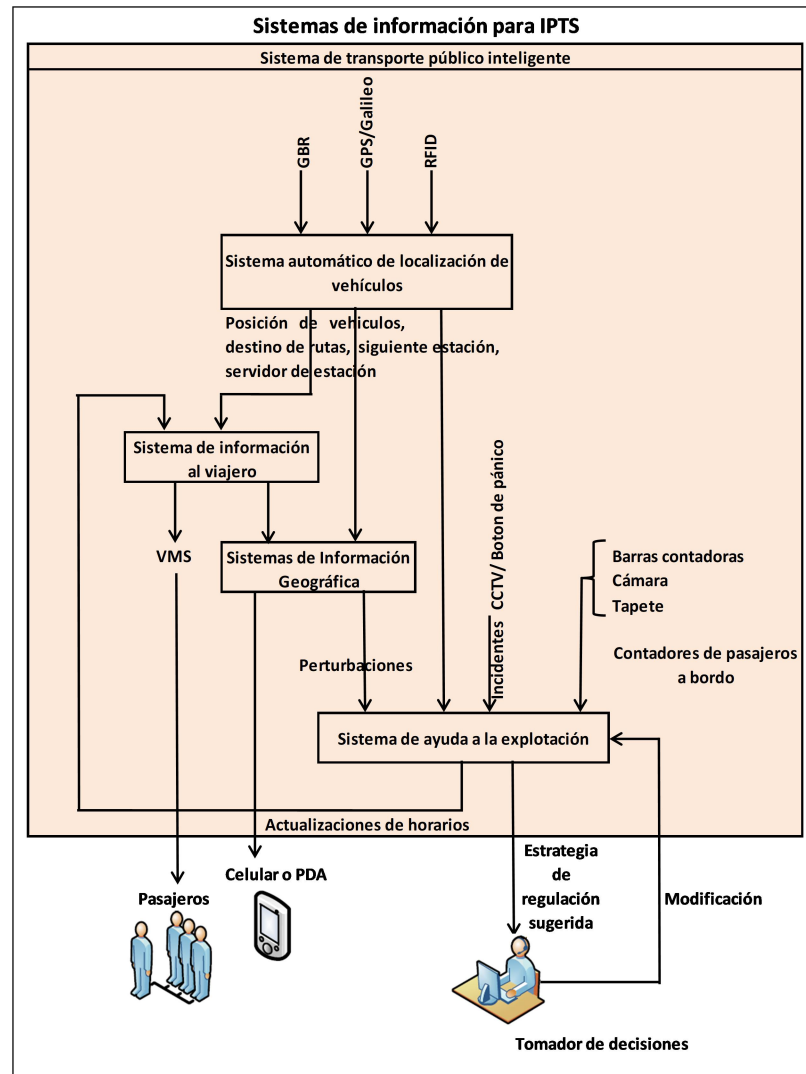 Sistemas de información para IPTS
Sistema de transporte público inteligente
GBR
GPS/Galileo
RFID
Sistema automático de localización de
vehículos
Posición de vehiculos,
destino de rutas, siguiente estación,
servidor de estación
Sistema de información
al viajero
VMS
Sistemas de Información
Geográfica
Incidentes CCTV/ Boton de pánico
Barras contadoras
Cámara
Tapete
Contadores de pasajeros
a bordo
Perturbaciones
Sistema de ayuda a la explotación
Actualizaciones de horarios
Pasajeros
Celular o PDA
Estrategia
de
regulación
sugerida
Modificación
Tomador de decisiones